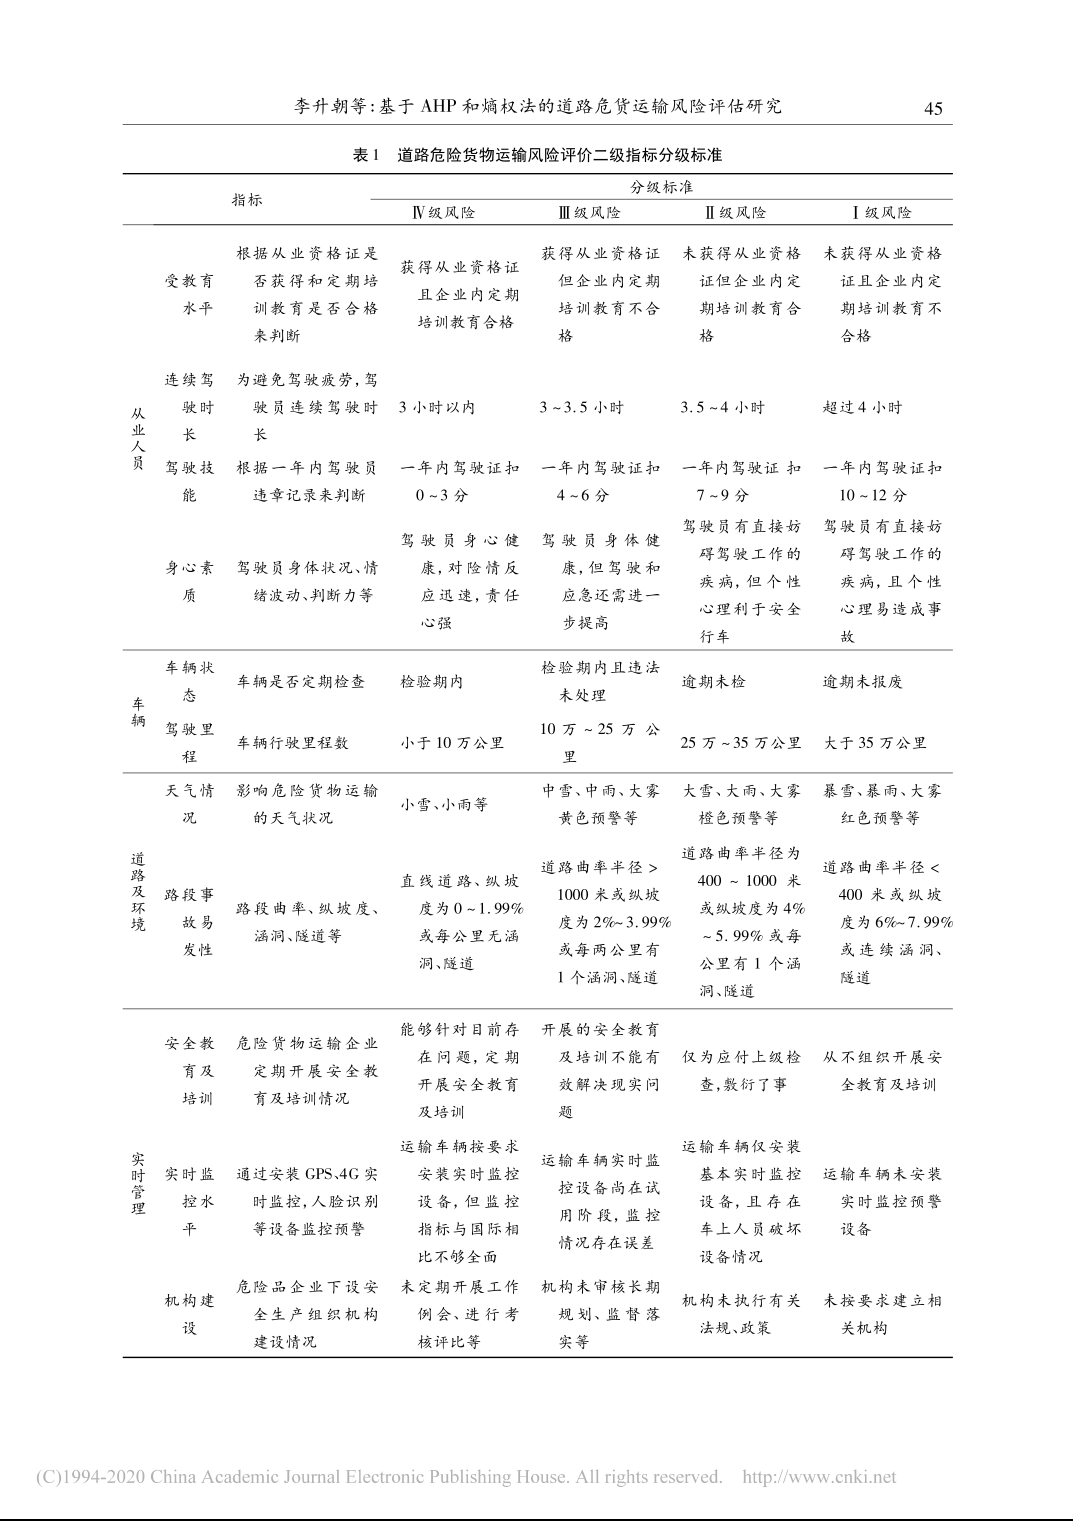 李升朝等:基于 AHP 和熵权法的道路危货运输风险评估研究 45
表 1 道路危险货物运输风险评价二级指标分级标准
指标
分级标准
Ⅳ级风险 Ⅲ级风险 Ⅱ级风险 Ⅰ级风险
从业人员
受教育
水平
根据从业资格证是
否获得和定期培
训教育是否合格
来判断
获得从业资格证
且企业内定期
培训教育合格
获得从业资格证
但企业内定期
培训教育不合
格
未获得从业资格
证但企业内定
期培训教育合
格
未获得从业资格
证且企业内定
期培训教育不
合格
连续驾
驶时
长
为避免驾驶疲劳,驾
驶员连续驾驶时
长
3 小时以内
3 ~ 3. 5 小时
3. 5 ~ 4 小时
超过 4 小时
驾驶技
能
根据一年内驾驶员
违章记录来判断
一年内驾驶证扣
0 ~ 3 分
一年内驾驶证扣
4 ~ 6 分
一年内驾驶证 扣
7 ~ 9 分
一年内驾驶证扣
10 ~ 12 分
身心素
质
驾驶员身体状况、情
绪波动、判断力等
驾驶员身心健
康,对险情反
应迅速,责任
心强
驾驶员身体健
康,但驾驶和
应急还需进一
步提高
驾驶员有直接妨
碍驾驶工作的
疾病,但个性
心理利于安全
行车
驾驶员有直接妨
碍驾驶工作的
疾病,且个性
心理易造成事
故
车辆
车辆状
态
车辆是否定期检查
检验期内
检验期内且违法
未处理
逾期未检
逾期未报废
驾驶里
程
车辆行驶里程数
小于 10 万公里
10 万 ~ 25 万 公
里
25 万 ~ 35 万公里
大于 35 万公里
道路及环境
天气情
况
影响危险货物运输
的天气状况
小雪、小雨等
中雪、中雨、大雾
黄色预警等
大雪、大雨、大雾
橙色预警等
暴雪、暴雨、大雾
红色预警等
路段事
故易
发性
路段曲率、纵坡度、
涵洞、隧道等
直线道路、纵坡
度为 0 ~ 1. 99%
或每公里无涵
洞、隧道
道路曲率半径 >
1000 米或纵坡
度为 2%~ 3. 99%
或每两公里有
1 个涵洞、隧道
道路曲率半径为
400 ~ 1000 米
或纵坡度为 4%
~ 5. 99% 或每
公里有 1 个涵
洞、隧道
道路曲率半径 <
400 米或纵坡
度为 6%~ 7. 99%
或连续涵洞、
隧道
实时管理
安全教
育及
培训
危险货物运输企业
定期开展安全教
育及培训情况
能够针对目前存
在问题,定期
开展安全教育
及培训
开展的安全教育
及培训不能有
效解决现实问
题
仅为应付上级检
查,敷衍了事
从不组织开展安
全教育及培训
实时监
控水
平
通过安装 GPS、4G 实
时监控,人脸识别
等设备监控预警
运输车辆按要求
安装实时监控
设备,但监控
指标与国际相
比不够全面
运输车辆实时监
控设备尚在试
用阶段,监控
情况存在误差
运输车辆仅安装
基本实时监控
设备,且存在
车上人员破坏
设备情况
运输车辆未安装
实时监控预警
设备
机构建
设
危险品企业下设安
全生产组织机构
建设情况
未定期开展工作
例会、进行考
核评比等
机构未审核长期
规划、监督落
实等
机构未执行有关
法规、政策
未按要求建立相
关机构
(C)1994-2020 China Academic Journal Electronic Publishing House. All rights reserved. http://www.cnki.net